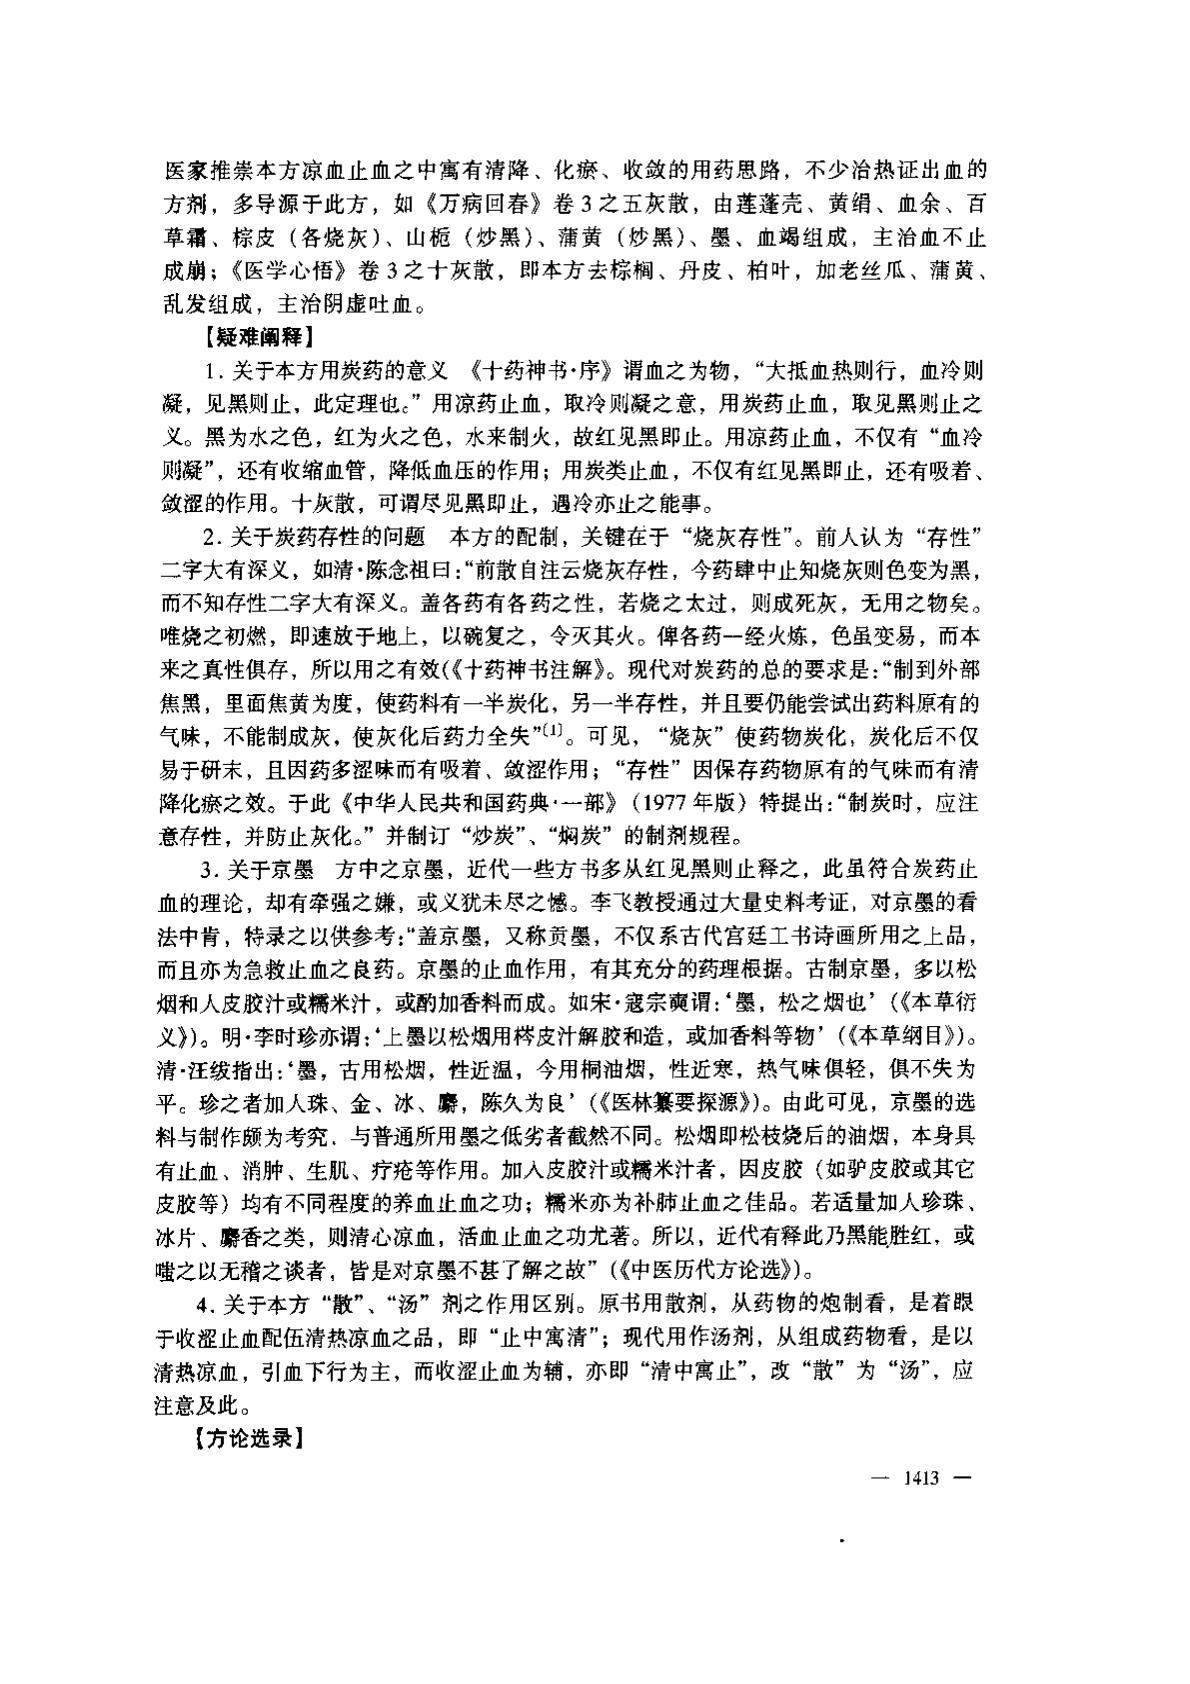 医家推崇本方凉血止血之中寓有清降、化瘀、收敛的用药思路，不少治热证出血的
方剂，多导源于此方，如《万病回春》卷3之五灰散，由莲蓬壳、黄绢、血余、百
草霜、棕皮（各烧灰）、山栀（炒黑）、蒲黄（炒黑）、墨、血竭组成，主治血不止
成崩；《医学心悟》卷3之十灰散，即本方去棕榈、丹皮、柏叶，加老丝瓜、蒲黄、
乱发组成，主治阴虚吐血。
【疑难阐释】
1. 关于本方用炭药的意义 《十药神书·序》谓血之为物，“大抵血热则行，血冷则
凝，见黑则止，此定理也。”用凉药止血，取冷则凝之意，用炭药止血，取见黑则止之
义。黑为水之色，红为火之色，水来制火，故红见黑即止。用凉药止血，不仅有“血冷
则凝”，还有收缩血管，降低血压的作用；用炭类止血，不仅有红见黑即止，还有吸着、
敛涩的作用。十灰散，可谓尽见黑即止，遇冷亦止之能事。
2. 关于炭药存性的问题 本方的配制，关键在于“烧灰存性”。前人认为“存性”
二字大有深义，如清·陈念祖曰：“前散自注云烧灰存性，今药肆中止知烧灰则色变为黑，
而不知存性二字大有深义。盖各药有各药之性，若烧之太过，则成死灰，无用之物矣。
唯烧之初燃，即速放于地上，以碗复之，令灭其火。俾各药一经火炼，色虽变易，而本
来之真性俱存，所以用之有效(《十药神书注解》。现代对炭药的总的要求是：“制到外部
焦黑，里面焦黄为度，使药料有一半炭化，另一半存性，并且要仍能尝试出药料原有的
气味，不能制成灰，使灰化后药力全失”〔1〕。可见，“烧灰”使药物炭化，炭化后不仅
易于研末，且因药多涩味而有吸着、敛涩作用；“存性”因保存药物原有的气味而有清
降化瘀之效。于此《中华人民共和国药典·一部》（1977年版）特提出：“制炭时，应注
意存性，并防止灰化。”并制订“炒炭”、“焖炭”的制剂规程。
3. 关于京墨 方中之京墨，近代一些方书多从红见黑则止释之，此虽符合炭药止
血的理论，却有牵强之嫌，或义犹未尽之憾。李飞教授通过大量史料考证，对京墨的看
法中肯，特录之以供参考：“盖京墨，又称贡墨，不仅系古代宫廷工书诗画所用之上品，
而且亦为急救止血之良药。京墨的止血作用，有其充分的药理根据。古制京墨，多以松
烟和人皮胶汁或糯米汁，或酌加香料而成。如宋·寇宗奭谓：‘墨，松之烟也’（《本草衍
义》)。明·李时珍亦谓：‘上墨以松烟用梣皮汁解胶和造，或加香料等物’（《本草纲目》)。
清·汪绂指出：‘墨，古用松烟，性近温，今用桐油烟，性近寒，热气味俱轻，俱不失为
平。珍之者加人珠、金、冰、麝，陈久为良’（《医林纂要探源》)。由此可见，京墨的选
料与制作颇为考究，与普通所用墨之低劣者截然不同。松烟即松枝烧后的油烟，本身具
有止血、消肿、生肌、疗疮等作用。加入皮胶汁或糯米汁者，因皮胶（如驴皮胶或其它
皮胶等）均有不同程度的养血止血之功；糯米亦为补肺止血之佳品。若适量加人珍珠、
冰片、麝香之类，则清心凉血，活血止血之功尤著。所以，近代有释此乃黑能胜红，或
嗤之以无稽之谈者，皆是对京墨不甚了解之故”(《中医历代方论选》)。
4. 关于本方“散”、“汤”剂之作用区别。原书用散剂，从药物的炮制看，是着眼
于收涩止血配伍清热凉血之品，即“止中寓清”；现代用作汤剂，从组成药物看，是以
清热凉血，引血下行为主，而收涩止血为辅，亦即“清中寓止”，改“散”为“汤”，应
注意及此。
【方论选录】
— 1413 —